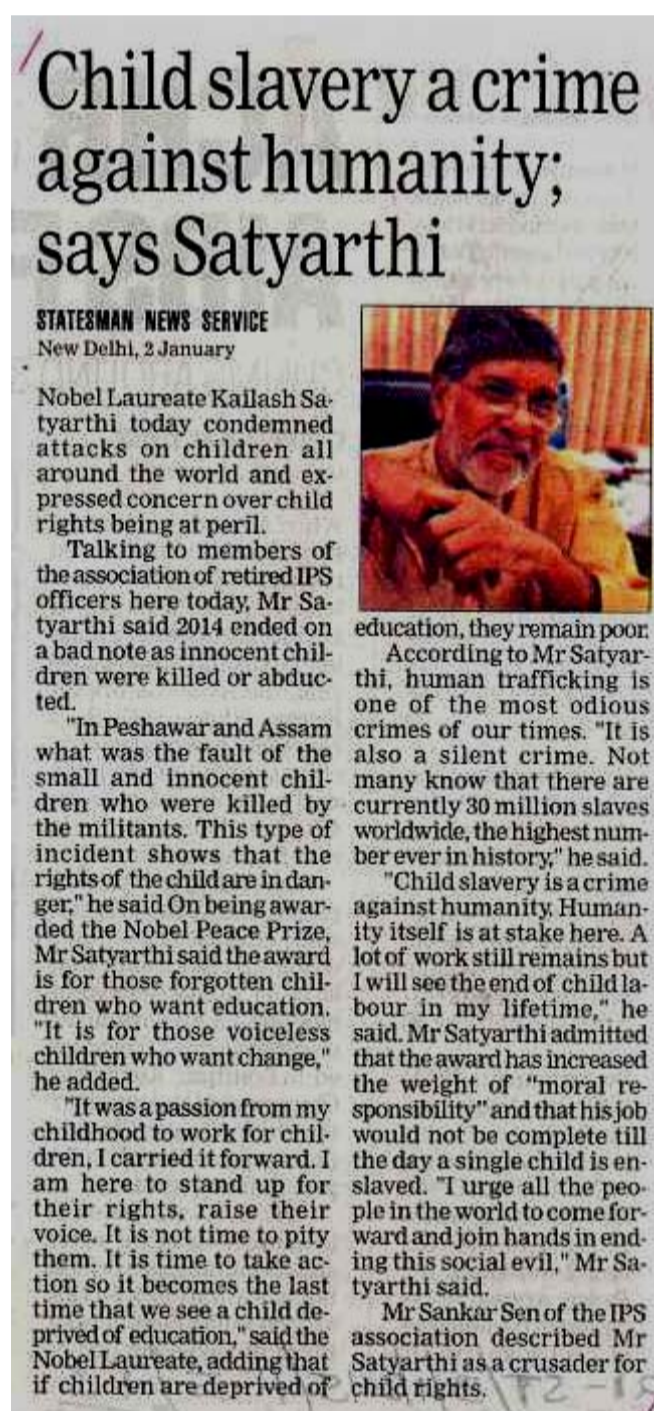 Child slavery a crime
against humanity;
says Satyarthi
STATESMAN NEWS SERVICE
New Delhi, 2 January
Nobel Laureate Kailash Sa-
tyarthi today condemned
attacks on children all
around the world and ex-
pressed concern over child
rights being at peril.
Talking to members of
the association of retired IPS
officers here today, Mr Sa-
tyarthi said 2014 ended on
a bad note as innocent chil-
dren were killed or abduc-
ted.
"In Peshawar and Assam
what was the fault of the
small and innocent chil-
dren who were killed by
the militants. This type of
incident shows that the
rights of the child are in dan-
ger," he said On being awar-
ded the Nobel Peace Prize,
Mr Satyarthi said the award
is for those forgotten chil-
dren who want education.
"It is for those voiceless
children who want change,"
he added.
"It was a passion from my
childhood to work for chil-
dren, I carried it forward. I
am here to stand up for
their rights, raise their
voice. It is not time to pity
them. It is time to take ac-
tion so it becomes the last
time that we see a child de-
prived of education," said the
Nobel Laureate, adding that
if children are deprived of
education, they remain poor.
According to Mr Satyar-
thi, human trafficking is
one of the most odious
crimes of our times. "It is
also a silent crime. Not
many know that there are
currently 30 million slaves
worldwide, the highest num-
ber ever in history," he said.
"Child slavery is a crime
against humanity. Human-
ity itself is at stake here. A
lot of work still remains but
I will see the end of child la-
bour in my lifetime," he
said. Mr Satyarthi admitted
that the award has increased
the weight of "moral re-
sponsibility" and that his job
would not be complete till
the day a single child is en-
slaved. "I urge all the peo-
ple in the world to come for-
ward and join hands in end-
ing this social evil," Mr Sa-
tyarthi said.
Mr Sankar Sen of the IPS
association described Mr
Satyarthi as a crusader for
child rights.